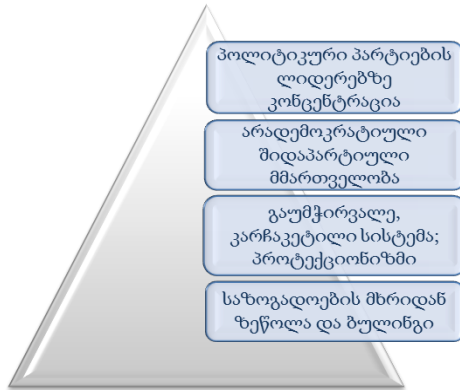 პოლიტიკური პარტიების
ლიდერებზე
კონცენტრაცია
არადემოკრატიული
შიდაპარტიული
მმართველობა
გაუმჭირვალე,
კარჩაკეტილი სისტემა;
პროტექციონიზმი
საზოგადოების მხრიდან
ზეწოლა და ბულინგი